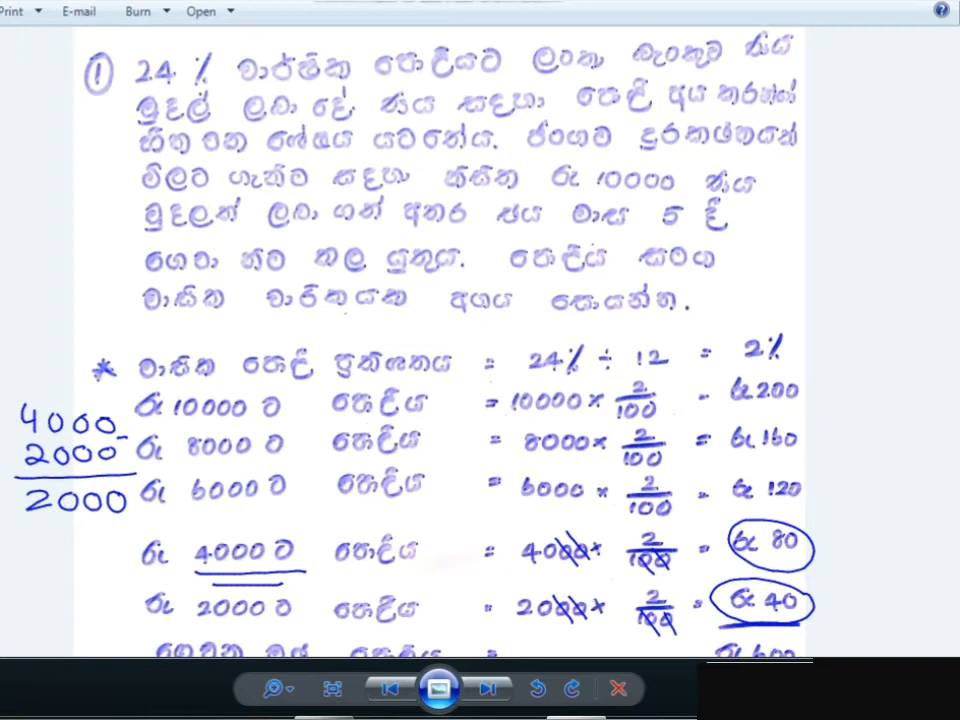 Print E-mail Burn Open
① 24 % වාර්ෂික පොලියට ලංකා බැංකුව ණය
මුදල් ලබා දේ. ණය සඳහා පොලී අය කරන්නේ
හීන වන ශේෂය යටතේය. ජංගම දුරකථනයක්
මිලට ගැනීම සඳහා රු 10000 ණය
මුදලක් ලබා ගත් අතර එය මාස 5 දී
ගෙවා නිම කල යුතුය. පොළිය සමග
මාසික වාරිකයක අගය සොයන්න.
* මාසික පොලී ප්‍රතිශතය = 24% ÷ 12 = 2%
රු 10000 ට පොළිය = 10000 × 2/100 = රු 200
4000 රු 8000 ට පොළිය = 8000 × 2/100 = රු 160
2000 රු 6000 ට පොළිය = 6000 × 2/100 = රු 120
2000
රු 4000 ට පොළිය = 4000 × 2/100 = රු 80
රු 2000 ට පොළිය = 2000 × 2/100 = රු 40